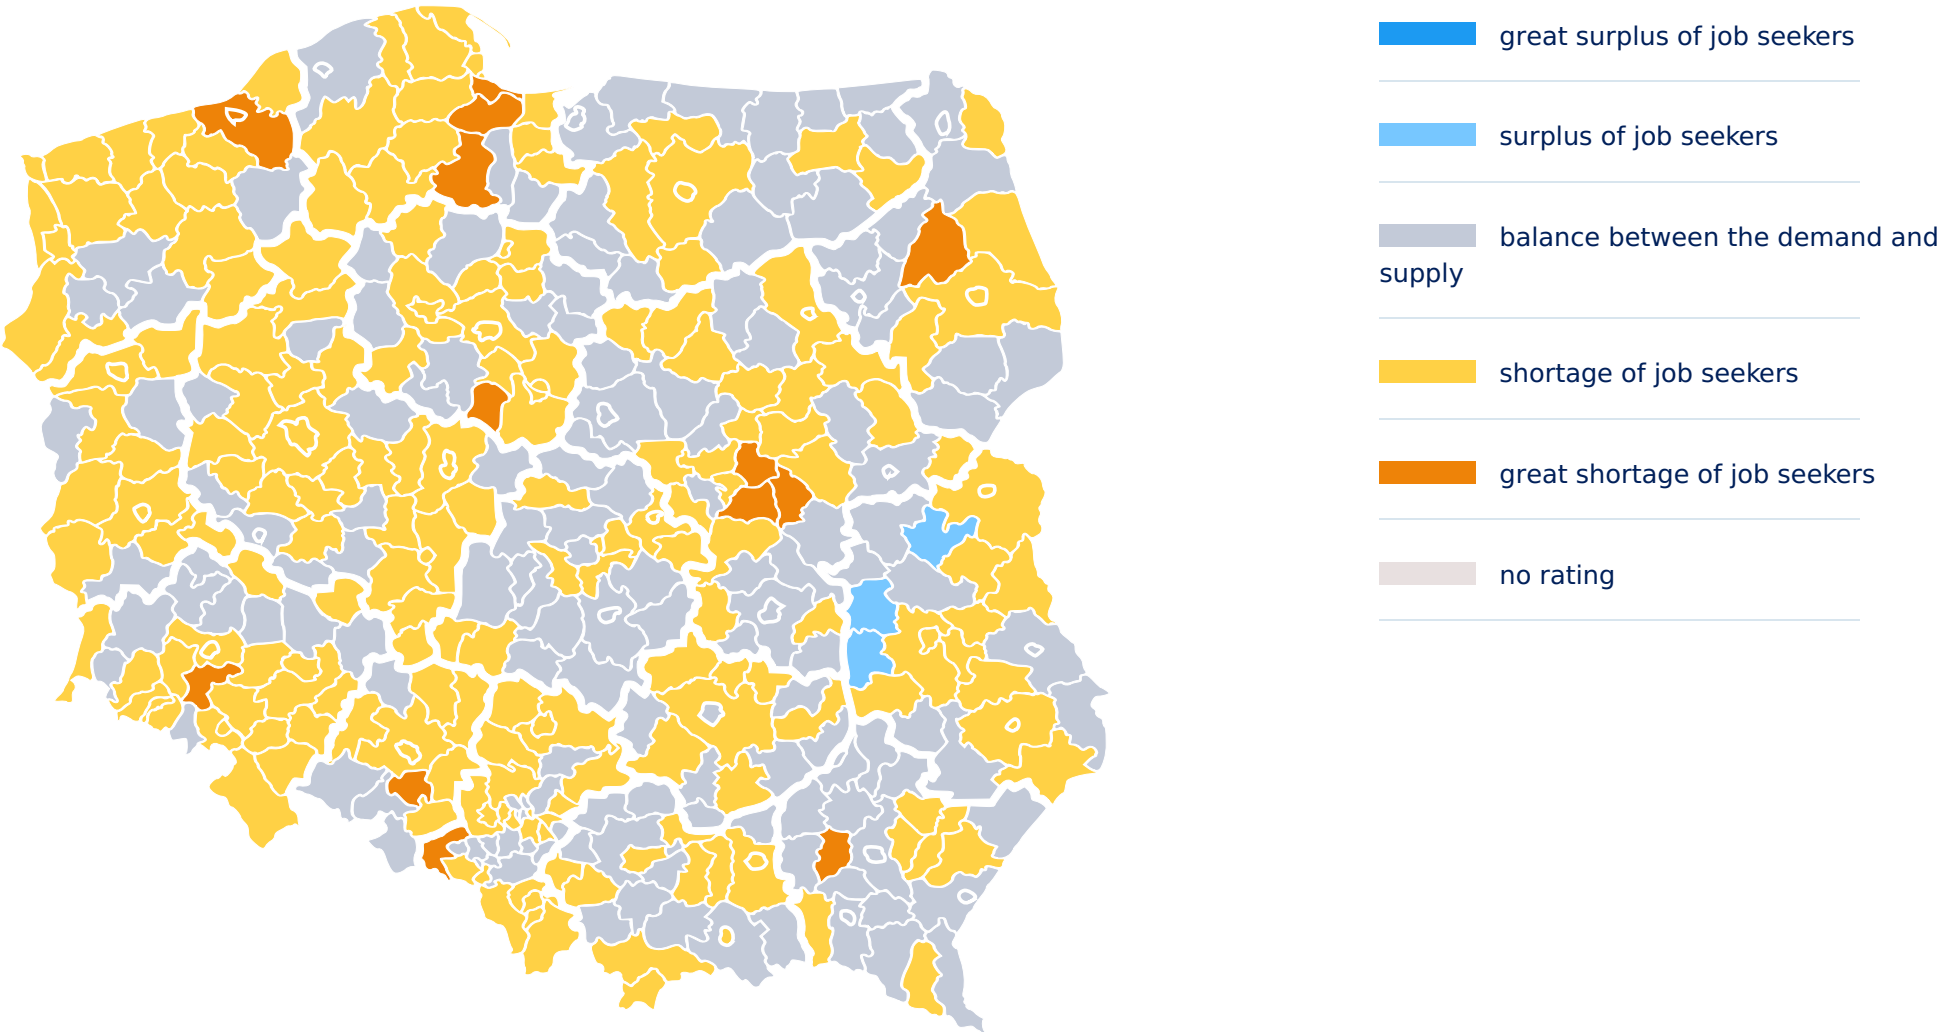 great surplus of job seekers
surplus of job seekers
balance between the demand and
supply
shortage of job seekers
great shortage of job seekers
no rating